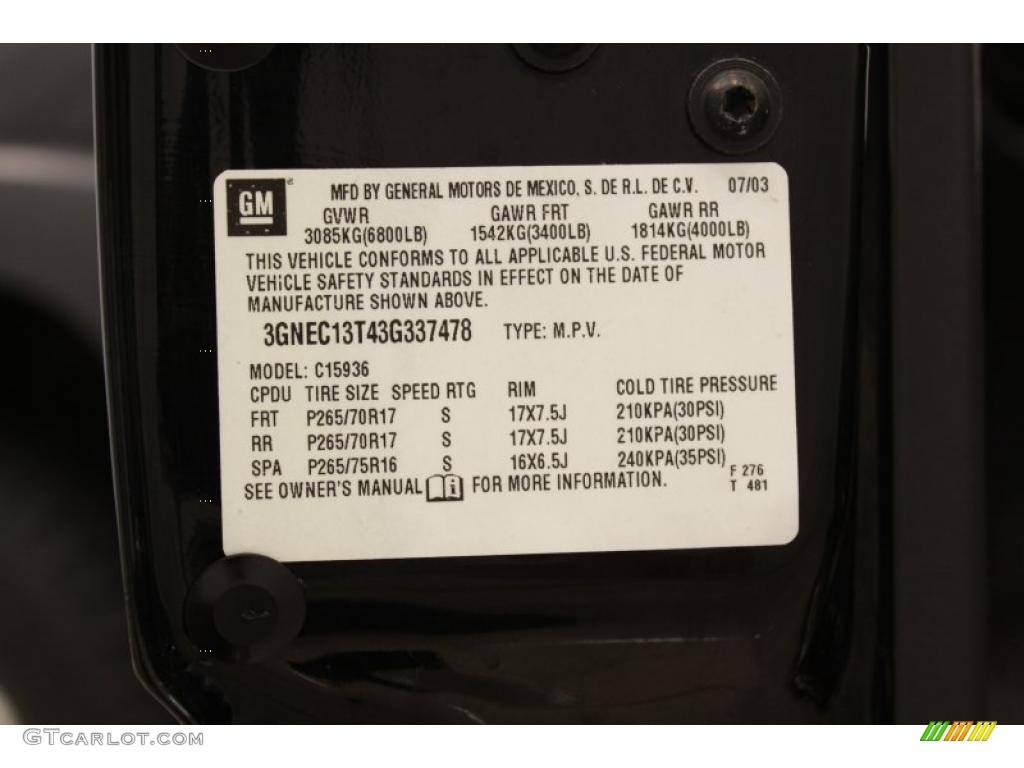 GM
MFD BY GENERAL MOTORS DE MEXICO, S. DE R.L. DE C.V. 07/03
GVWR GAWR FRT GAWR RR
3085KG(6800LB) 1542KG(3400LB) 1814KG(4000LB)
THIS VEHICLE CONFORMS TO ALL APPLICABLE U.S. FEDERAL MOTOR
VEHICLE SAFETY STANDARDS IN EFFECT ON THE DATE OF
MANUFACTURE SHOWN ABOVE.
3GNEC13T43G337478 TYPE: M.P.V.
MODEL: C15936
CPDU TIRE SIZE SPEED RTG RIM COLD TIRE PRESSURE
FRT P265/70R17 S 17X7.5J 210KPA(30PSI)
RR P265/70R17 S 17X7.5J 210KPA(30PSI)
SPA P265/75R16 S 16X6.5J 240KPA(35PSI)
F 276
SEE OWNER'S MANUAL i FOR MORE INFORMATION. T 481
GTCARLOT.COM